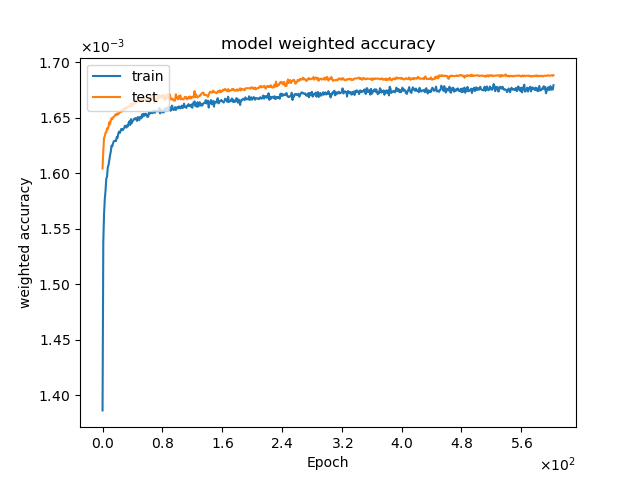 model weighted accuracy
×10⁻³
1.70
1.65
1.60
1.55
1.50
1.45
1.40
weighted accuracy
train
test
0.0 0.8 1.6 2.4 3.2 4.0 4.8 5.6
Epoch
×10²